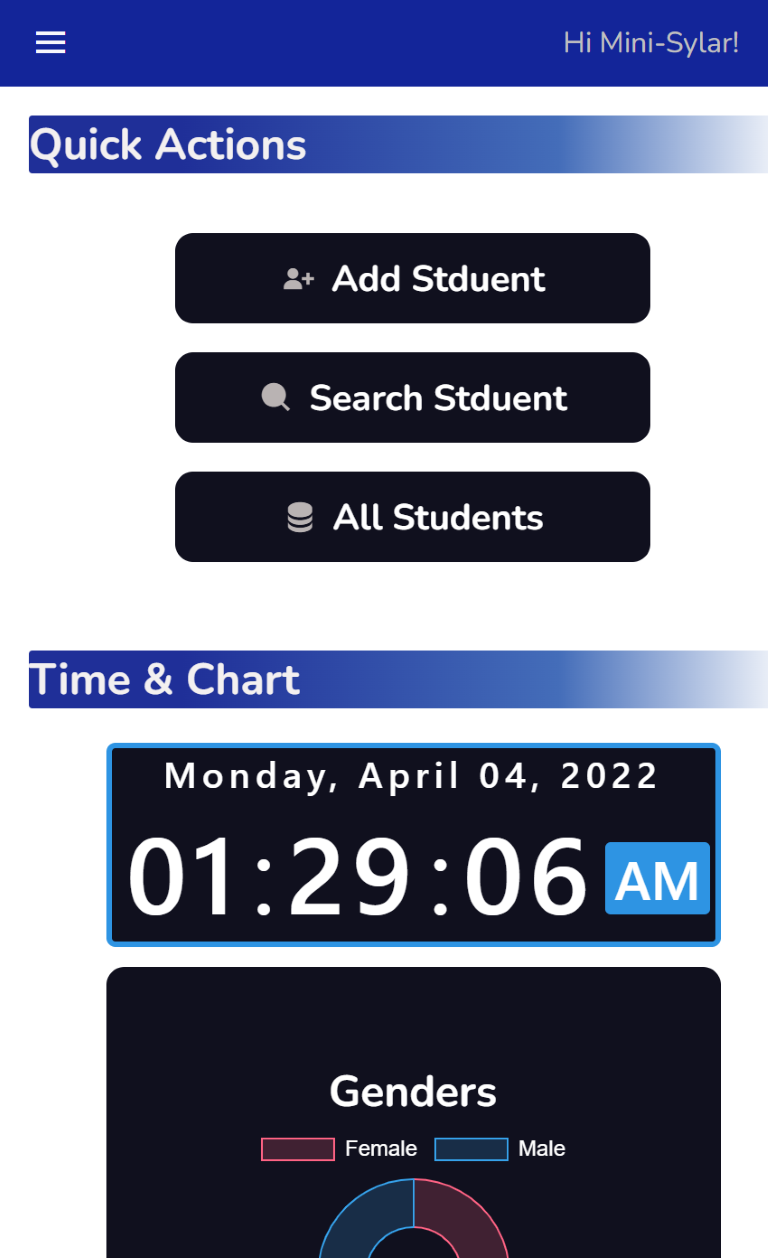 Hi Mini-Sylar!
Quick Actions
Add Stduent
Search Stduent
All Students
Time & Chart
Monday, April 04, 2022
01:29:06 AM
Genders
Female Male